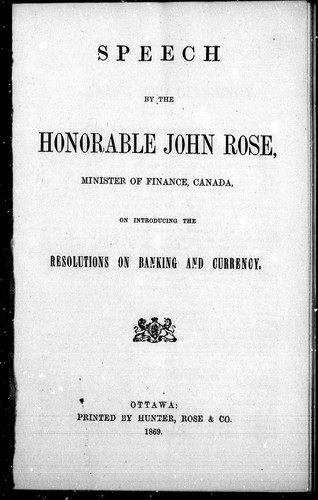 SPEECH
BY THE
HONORABLE JOHN ROSE,
MINISTER OF FINANCE, CANADA,
ON INTRODUCING THE
RESOLUTIONS ON BANKING AND CURRENCY.
OTTAWA:
PRINTED BY HUNTER, ROSE & CO.
1869.